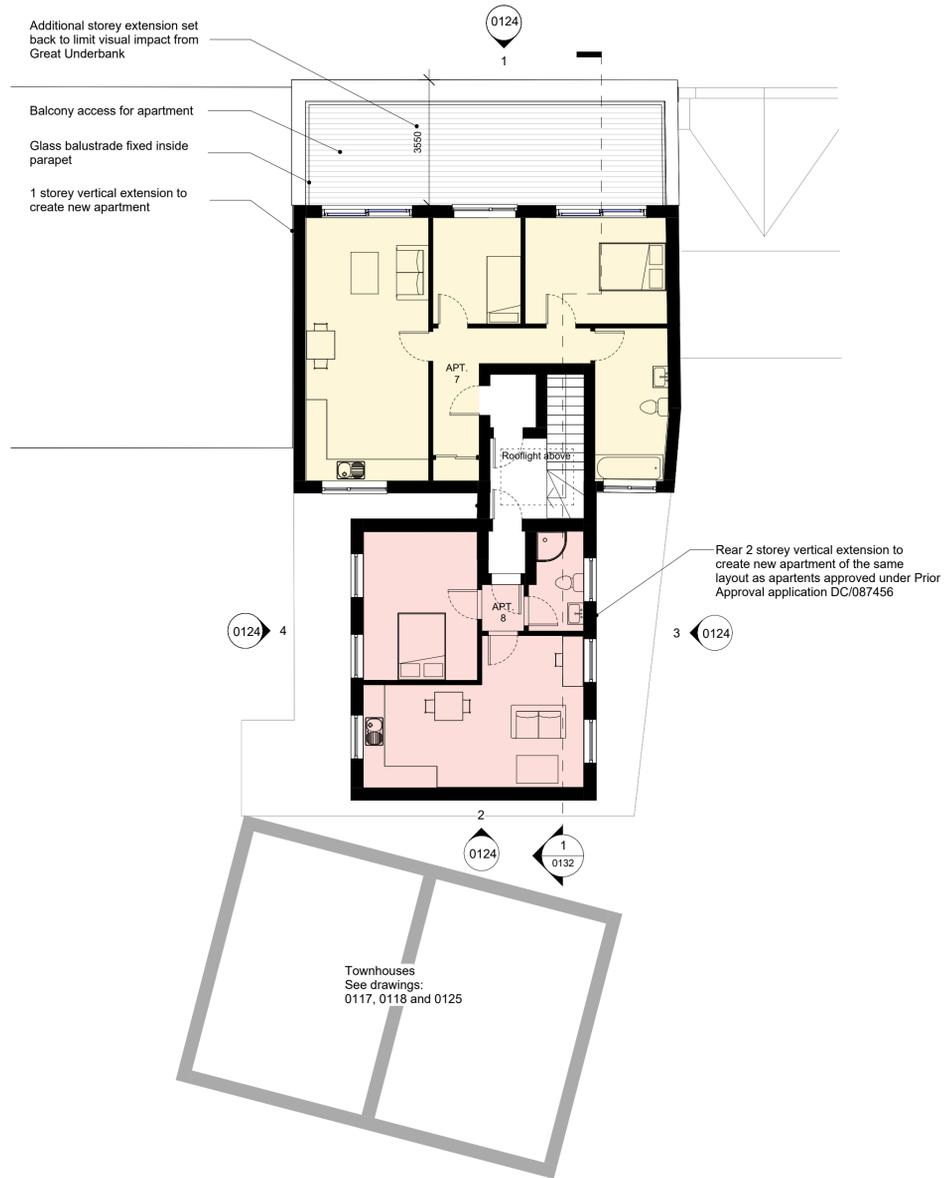 0124
1
Additional storey extension set
back to limit visual impact from
Great Underbank
Balcony access for apartment
3550
Glass balustrade fixed inside
parapet
1 storey vertical extension to
create new apartment
APT.
7
Rooflight above
Rear 2 storey vertical extension to
create new apartment of the same
layout as apartents approved under Prior
Approval application DC/087456
APT.
8
0124
4
3
0124
2
0124
1
0132
Townhouses
See drawings:
0117, 0118 and 0125